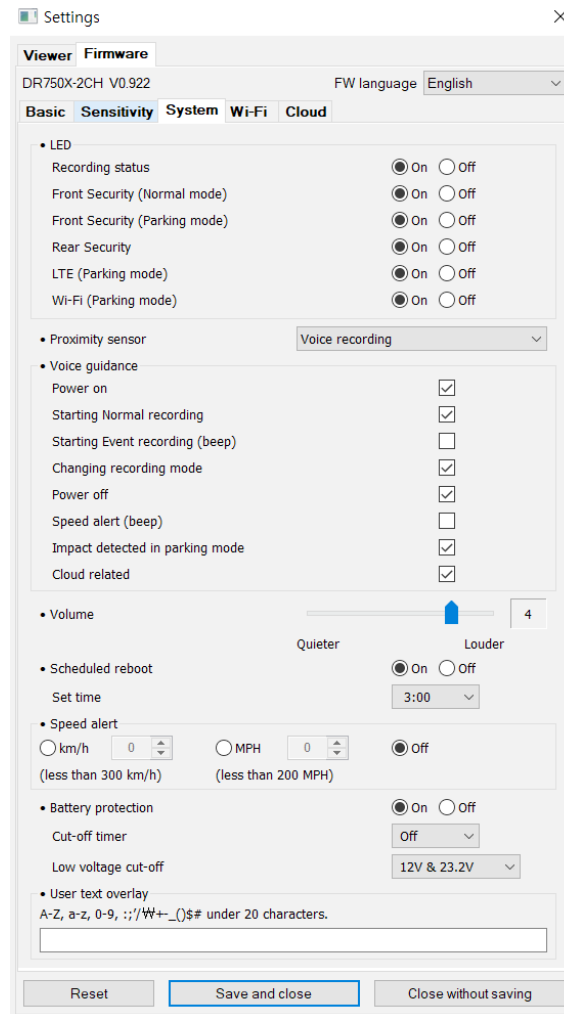 Settings
Viewer Firmware
DR750X-2CH V0.922 FW language English
Basic Sensitivity System Wi-Fi Cloud
• LED
Recording status On Off
Front Security (Normal mode) On Off
Front Security (Parking mode) On Off
Rear Security On Off
LTE (Parking mode) On Off
Wi-Fi (Parking mode) On Off
• Proximity sensor Voice recording
• Voice guidance
Power on
Starting Normal recording
Starting Event recording (beep)
Changing recording mode
Power off
Speed alert (beep)
Impact detected in parking mode
Cloud related
• Volume 4
Quieter Louder
• Scheduled reboot On Off
Set time 3:00
• Speed alert
km/h 0 MPH 0 Off
(less than 300 km/h) (less than 200 MPH)
• Battery protection On Off
Cut-off timer Off
Low voltage cut-off 12V & 23.2V
• User text overlay
A-Z, a-z, 0-9, :;'/₩+-_()$# under 20 characters.
Reset Save and close Close without saving